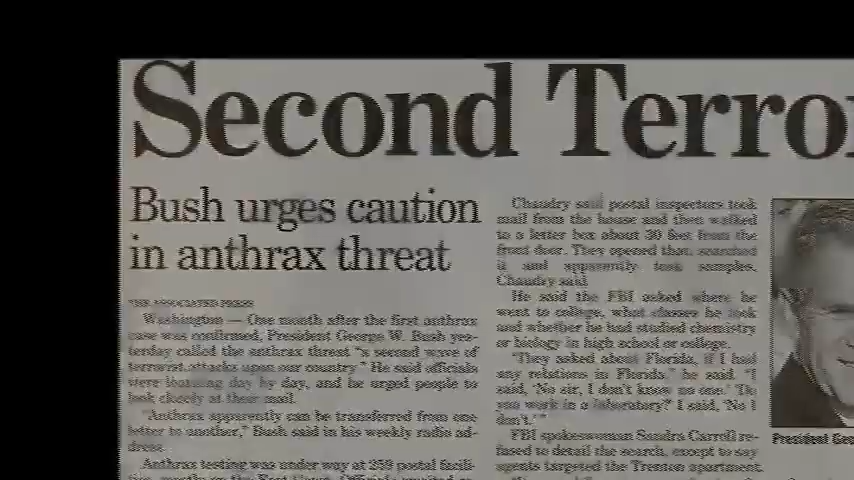 Second Terro
Bush urges caution
in anthrax threat
THE ASSOCIATED PRESS
Washington — One month after the first anthrax
case was confirmed, President George W. Bush yes-
terday called the anthrax threat "a second wave of
terrorist attacks upon our country." He said officials
were learning day by day, and he urged people to
look closely at their mail.
"Anthrax apparently can be transferred from one
letter to another," Bush said in his weekly radio ad-
dress.
Anthrax testing was under way at 259 postal facili-
Chaudry said postal inspectors took
mail from the house and then walked
to a letter box about 30 feet from the
front door. They opened that, searched
it and apparently took samples,
Chaudry said.
He said the FBI asked where he
went to college, what classes he took
and whether he had studied chemistry
or biology in high school or college.
"They asked about Florida, if I had
any relations in Florida," he said. "I
said, 'No sir, I don't know no one.' 'Do
you work in a laboratory?' I said, 'No I
don't.'"
FBI spokeswoman Sandra Carroll re-
fused to detail the search, except to say
agents targeted the Trenton apartment.
President Geo